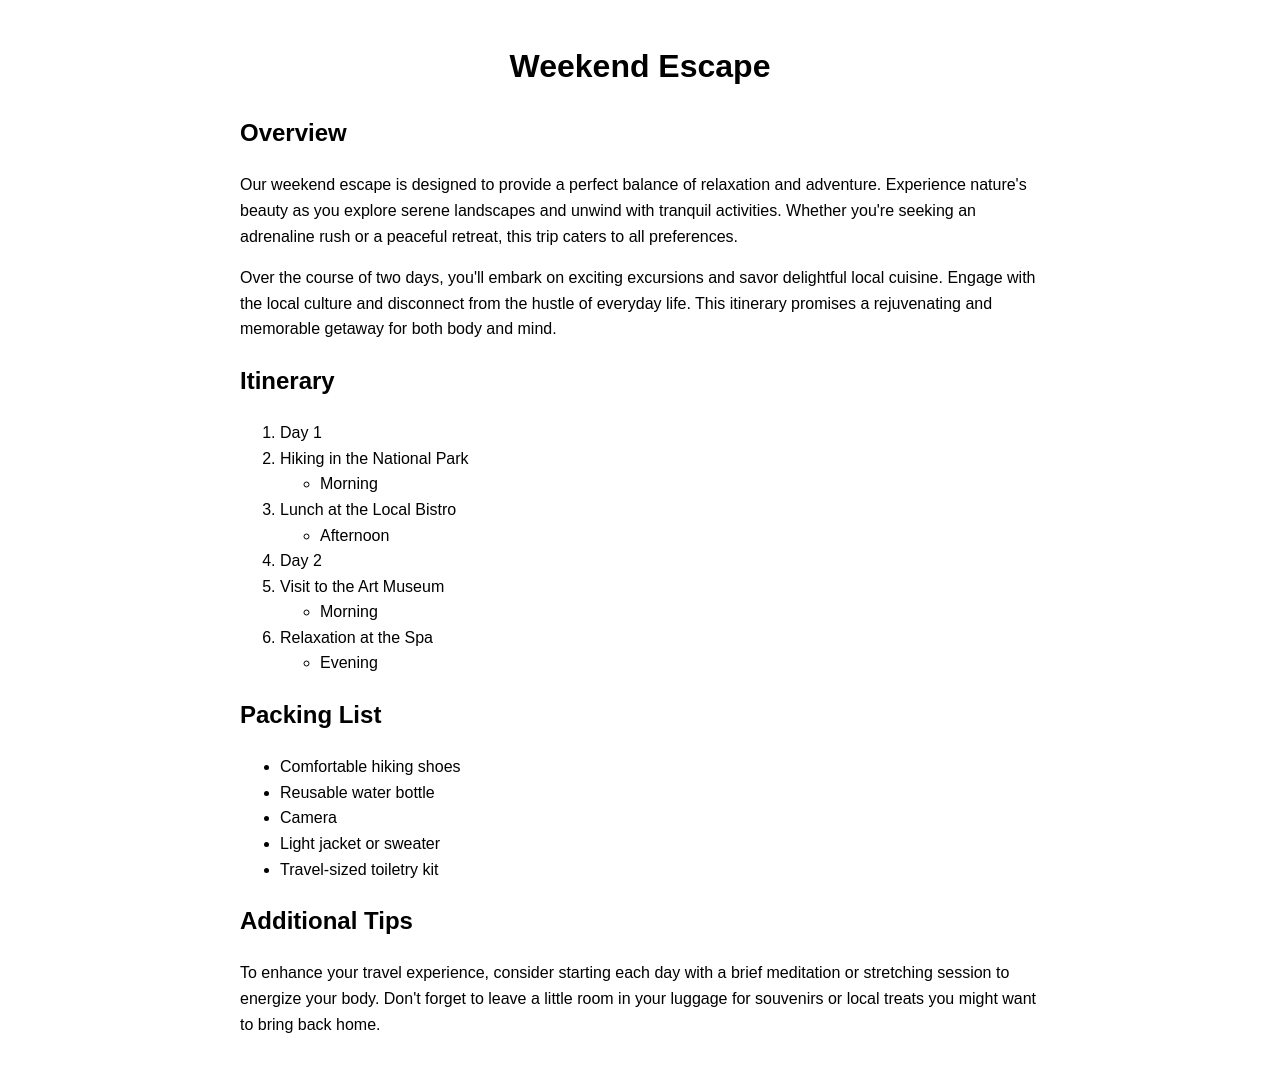 Weekend Escape
Overview
Our weekend escape is designed to provide a perfect balance of relaxation and adventure. Experience nature's
beauty as you explore serene landscapes and unwind with tranquil activities. Whether you're seeking an
adrenaline rush or a peaceful retreat, this trip caters to all preferences.
Over the course of two days, you'll embark on exciting excursions and savor delightful local cuisine. Engage with
the local culture and disconnect from the hustle of everyday life. This itinerary promises a rejuvenating and
memorable getaway for both body and mind.
Itinerary
1. Day 1
2. Hiking in the National Park
◦ Morning
3. Lunch at the Local Bistro
◦ Afternoon
4. Day 2
5. Visit to the Art Museum
◦ Morning
6. Relaxation at the Spa
◦ Evening
Packing List
• Comfortable hiking shoes
• Reusable water bottle
• Camera
• Light jacket or sweater
• Travel-sized toiletry kit
Additional Tips
To enhance your travel experience, consider starting each day with a brief meditation or stretching session to
energize your body. Don't forget to leave a little room in your luggage for souvenirs or local treats you might want
to bring back home.